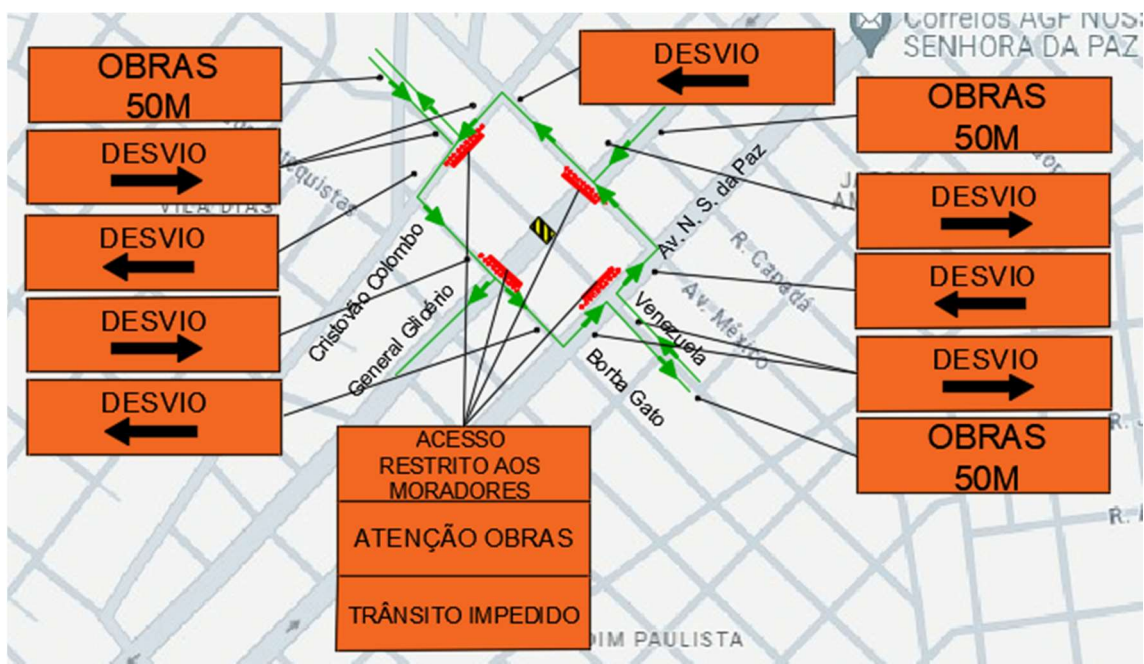 Correios AGF NOSS
SENHORA DA PAZ
OBRAS
50M
DESVIO
DESVIO
OBRAS
50M
DESVIO
DESVIO
DESVIO
DESVIO
DESVIO
DESVIO
DESVIO
OBRAS
50M
Cristovão Colombo
General Glicério
Av. N. S. da Paz
R. Canadá
Av. México
Venezuela
Borba Gato
VILA DIAS
ACESSO
RESTRITO AOS
MORADORES
ATENÇÃO OBRAS
TRÂNSITO IMPEDIDO
DIM PAULISTA